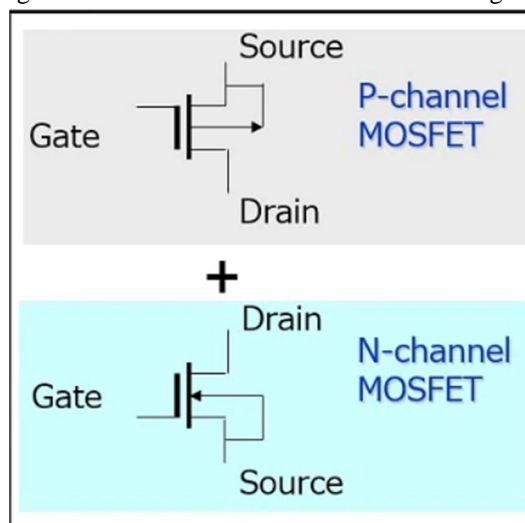 Source
P-channel
MOSFET
Gate
Drain
+
Drain
N-channel
MOSFET
Gate
Source